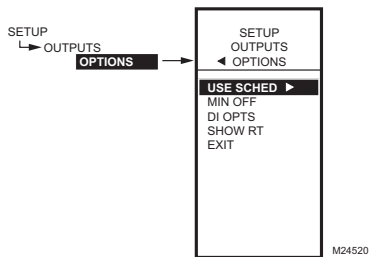 SETUP
OUTPUTS
OPTIONS
SETUP
OUTPUTS
◄ OPTIONS
USE SCHED ►
MIN OFF
DI OPTS
SHOW RT
EXIT
M24520